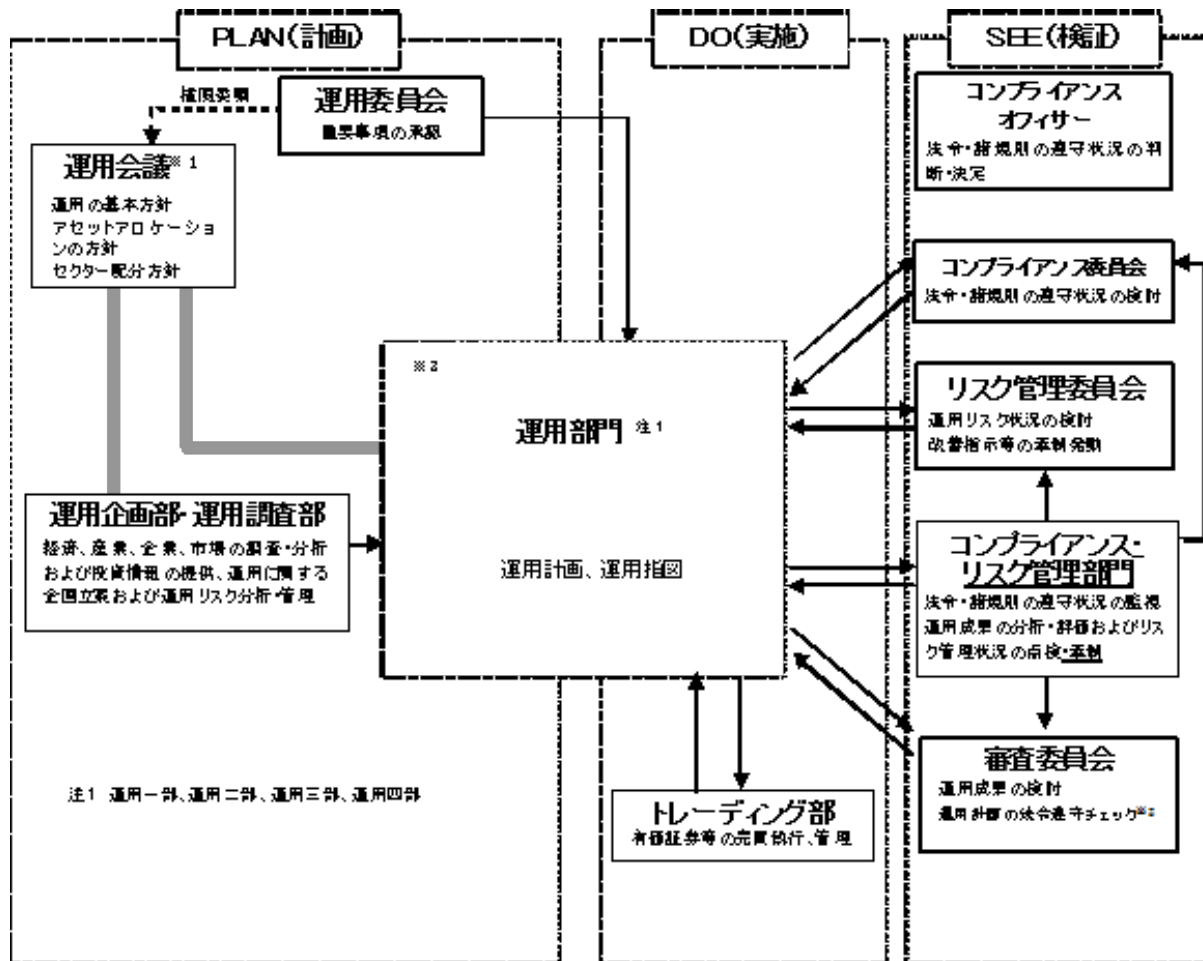 PLAN(計画)
DO(実施)
SEE(検証)
権限委譲
運用委員会
重要事項の承認
運用会議※1
運用の基本方針
アセットアロケーショ
ンの方針
セクター配分方針
運用企画部・運用調査部
経済、産業、企業、市場の調査・分析
および投資情報の提供、運用に関する
企画立案および運用リスク分析・管理
注1 運用一部、運用二部、運用三部、運用四部
※2
運用部門 注1
運用計画、運用指図
トレーディング部
有価証券等の売買執行、管理
コンプライアンス
オフィサー
法令・諸規則の遵守状況の判
断・決定
コンプライアンス委員会
法令・諸規則の遵守状況の検討
リスク管理委員会
運用リスク状況の検討
改善指示等の牽制発動
コンプライアンス・
リスク管理部門
法令・諸規則の遵守状況の監視
運用成果の分析・評価およびリス
ク管理状況の点検・牽制
審査委員会
運用成果の検討
運用計画の法令遵守チェック